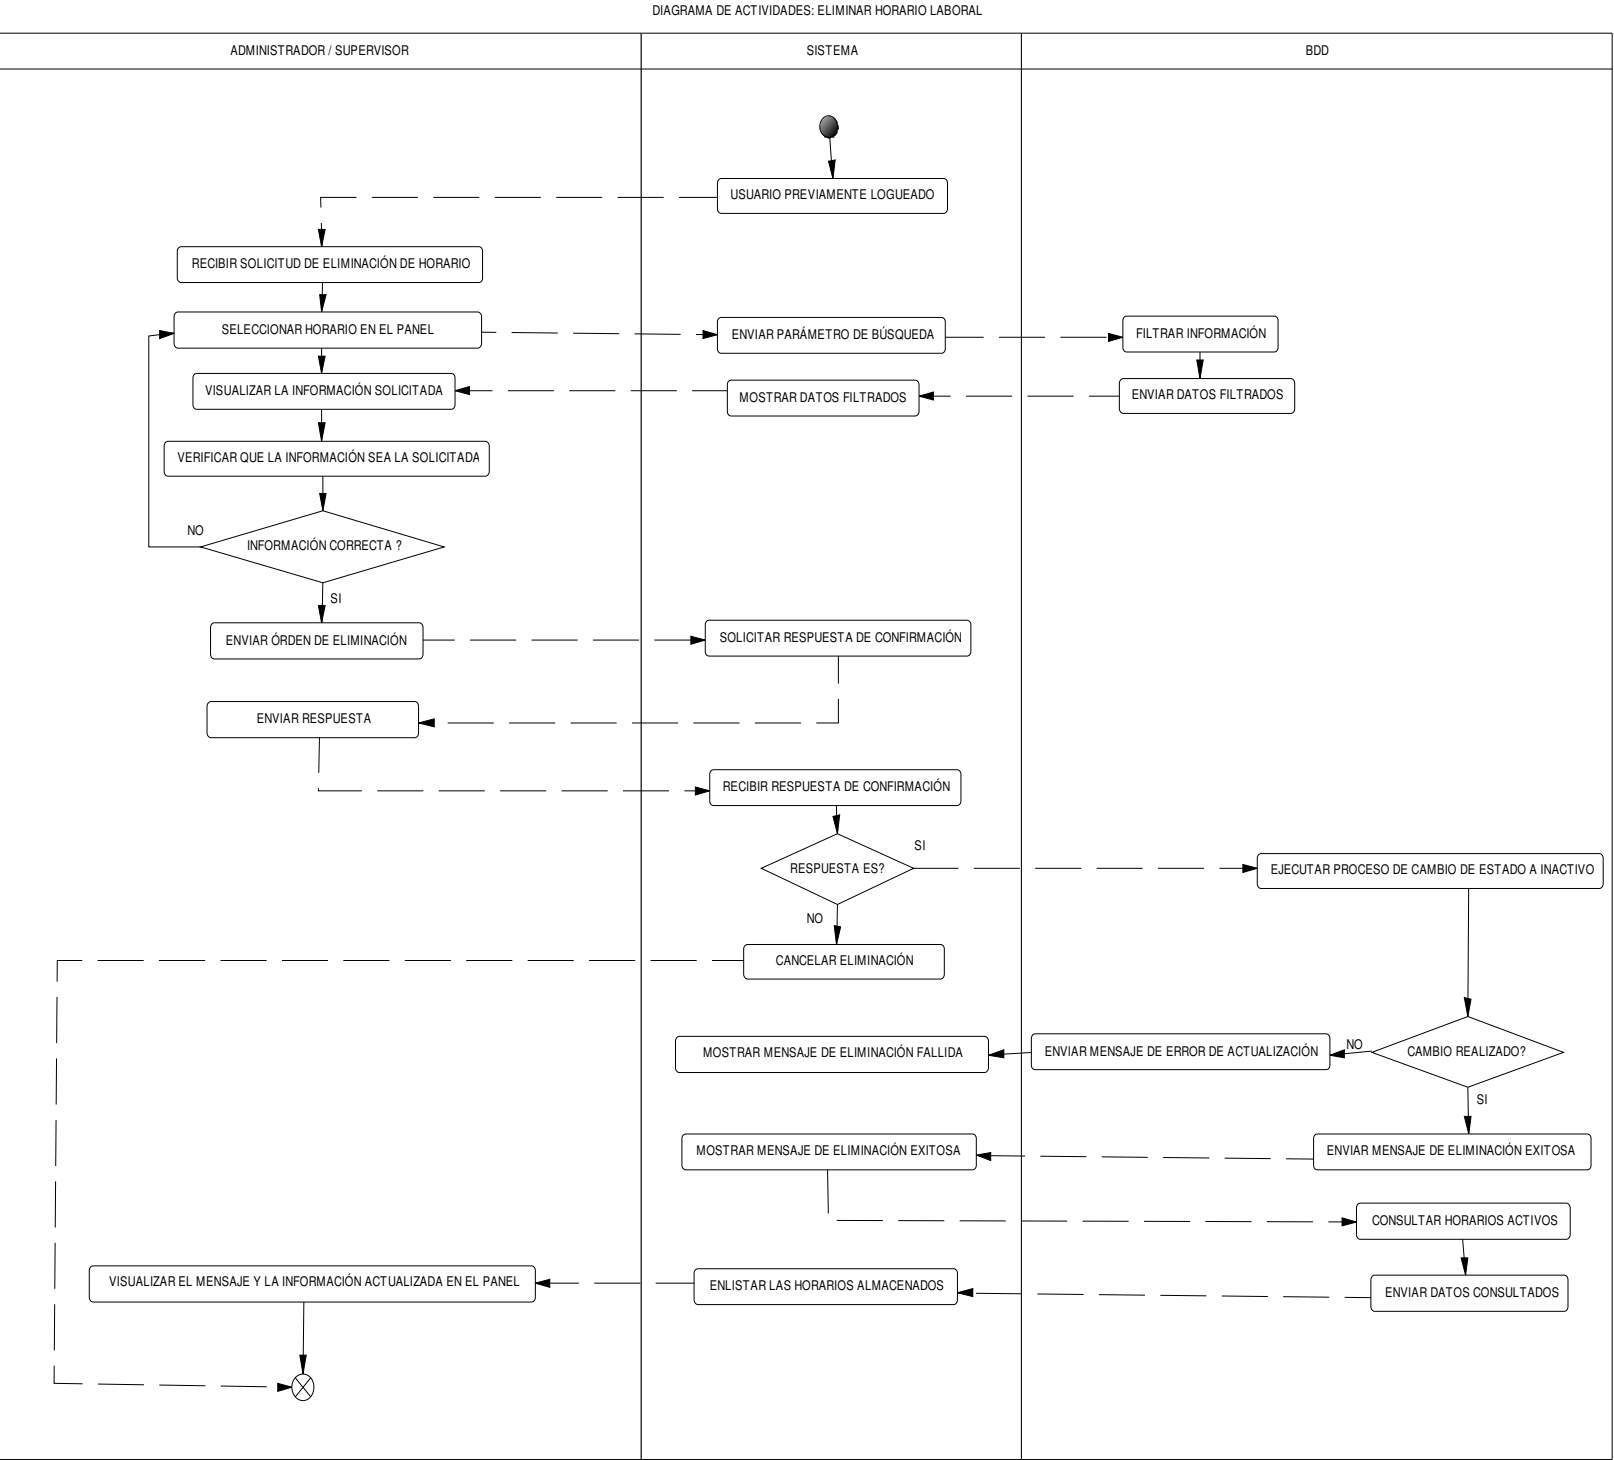 DIAGRAMA DE ACTIVIDADES: ELIMINAR HORARIO LABORAL
ADMINISTRADOR / SUPERVISOR
SISTEMA
BDD
USUARIO PREVIAMENTE LOGUEADO
RECIBIR SOLICITUD DE ELIMINACIÓN DE HORARIO
SELECCIONAR HORARIO EN EL PANEL
ENVIAR PARÁMETRO DE BÚSQUEDA
FILTRAR INFORMACIÓN
VISUALIZAR LA INFORMACIÓN SOLICITADA
MOSTRAR DATOS FILTRADOS
ENVIAR DATOS FILTRADOS
VERIFICAR QUE LA INFORMACIÓN SEA LA SOLICITADA
NO
INFORMACIÓN CORRECTA ?
SI
ENVIAR ÓRDEN DE ELIMINACIÓN
SOLICITAR RESPUESTA DE CONFIRMACIÓN
ENVIAR RESPUESTA
RECIBIR RESPUESTA DE CONFIRMACIÓN
SI
RESPUESTA ES?
EJECUTAR PROCESO DE CAMBIO DE ESTADO A INACTIVO
NO
CANCELAR ELIMINACIÓN
MOSTRAR MENSAJE DE ELIMINACIÓN FALLIDA
ENVIAR MENSAJE DE ERROR DE ACTUALIZACIÓN
NO
CAMBIO REALIZADO?
SI
MOSTRAR MENSAJE DE ELIMINACIÓN EXITOSA
ENVIAR MENSAJE DE ELIMINACIÓN EXITOSA
CONSULTAR HORARIOS ACTIVOS
VISUALIZAR EL MENSAJE Y LA INFORMACIÓN ACTUALIZADA EN EL PANEL
ENLISTAR LAS HORARIOS ALMACENADOS
ENVIAR DATOS CONSULTADOS